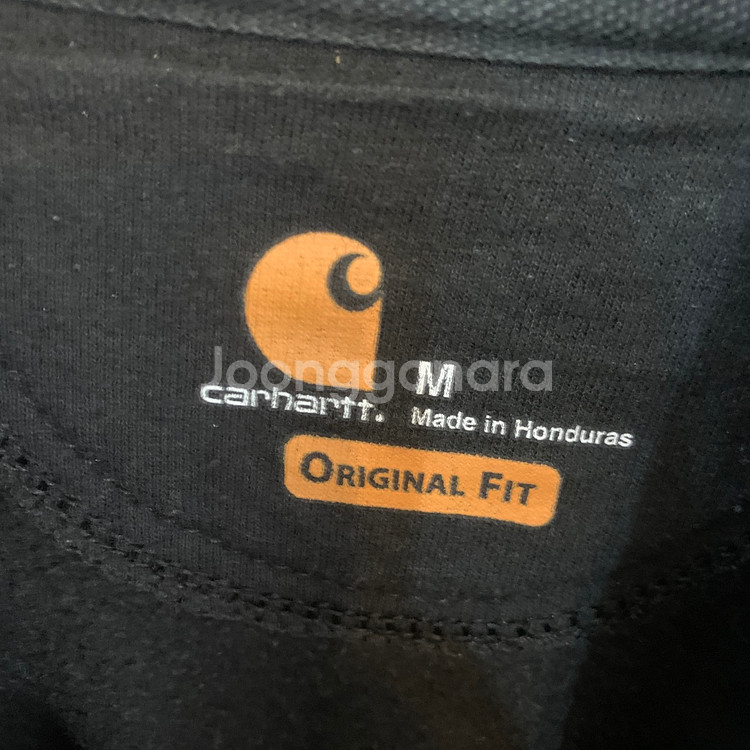 Joonggonara
M
carhartt.
Made in Honduras
ORIGINAL FIT